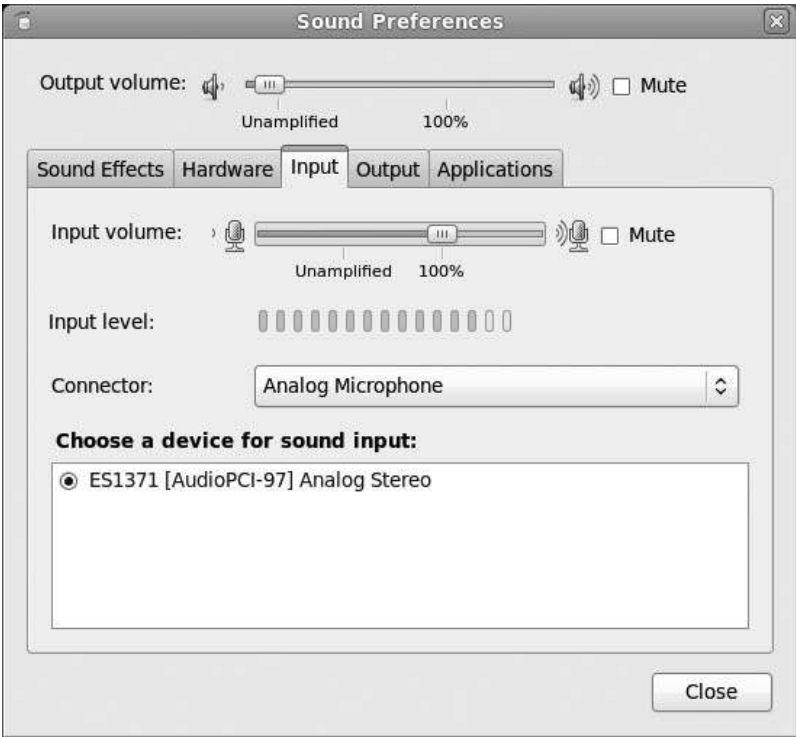 Sound Preferences
Output volume: Mute
Unamplified 100%
Sound Effects Hardware Input Output Applications
Input volume: Mute
Unamplified 100%
Input level:
Connector: Analog Microphone
Choose a device for sound input:
ES1371 [AudioPCI-97] Analog Stereo
Close